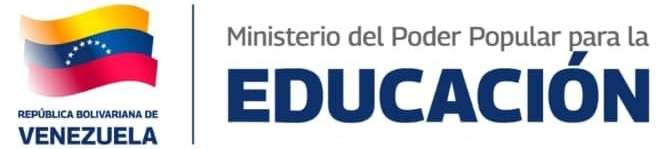 REPÚBLICA BOLIVARIANA DE
VENEZUELA
Ministerio del Poder Popular para la
EDUCACIÓN